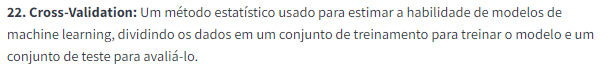 22. Cross-Validation: Um método estatístico usado para estimar a habilidade de modelos de
machine learning, dividindo os dados em um conjunto de treinamento para treinar o modelo e um
conjunto de teste para avaliá-lo.